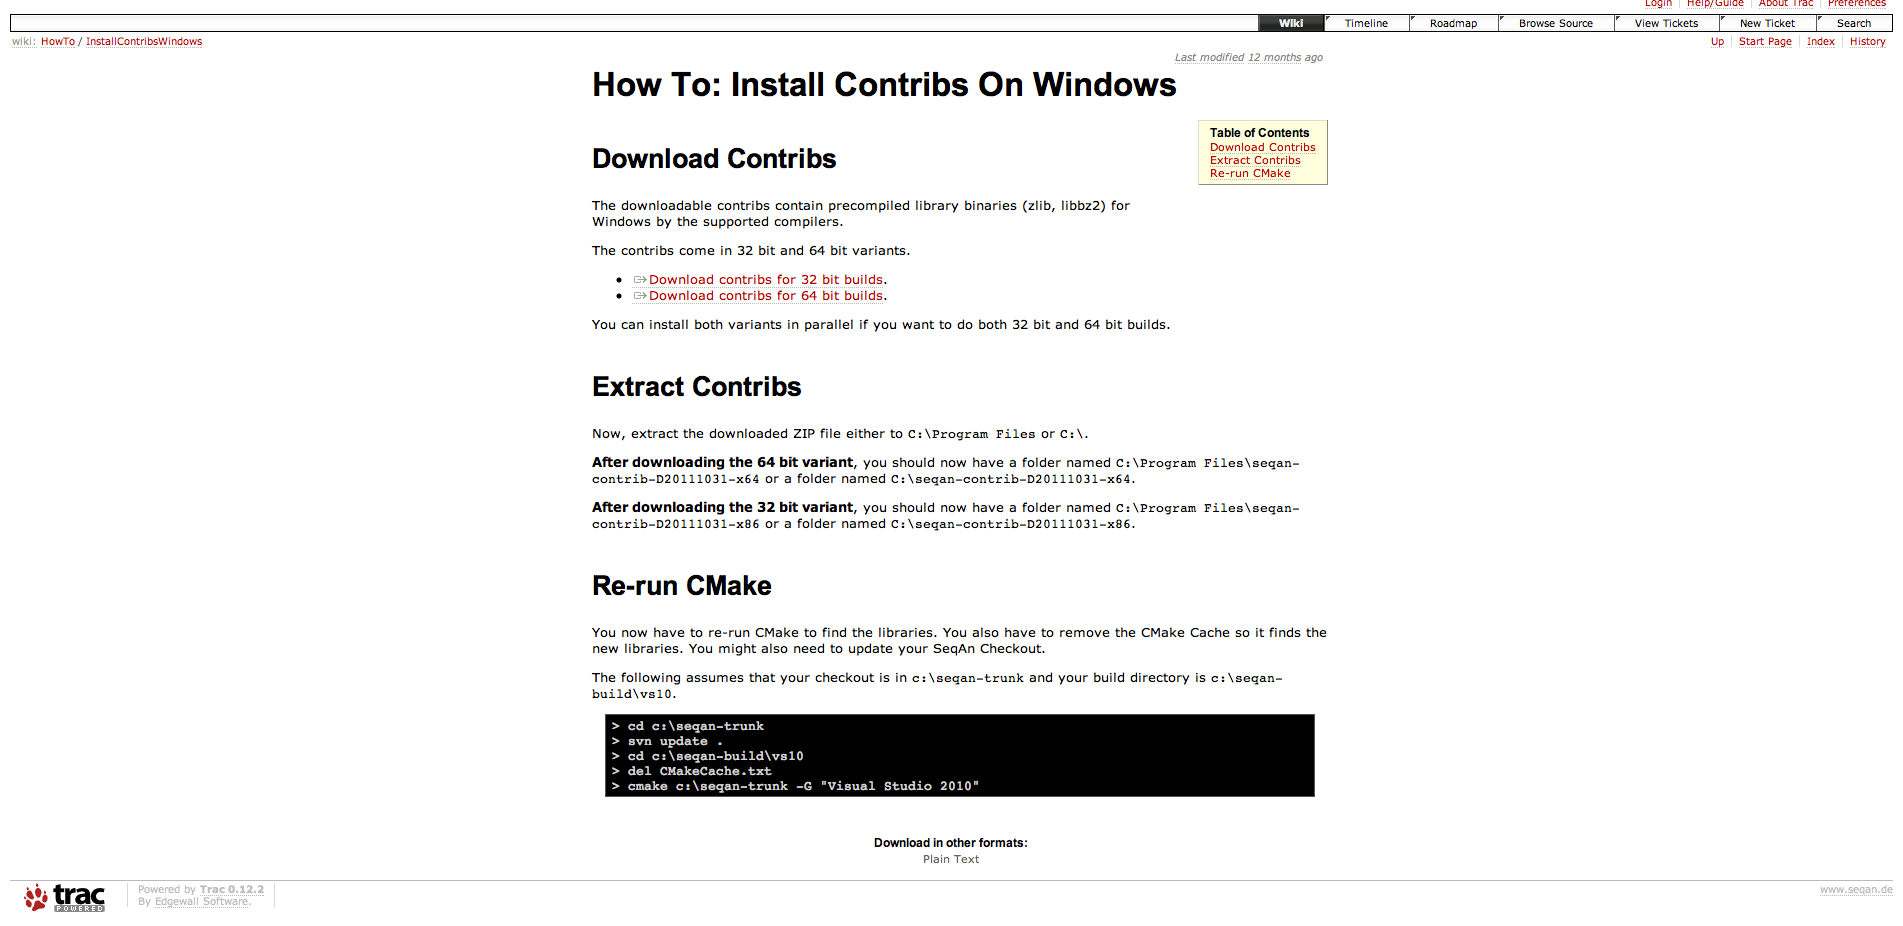 Login Help/Guide About Trac Preferences
Wiki Timeline Roadmap Browse Source View Tickets New Ticket Search
wiki: HowTo / InstallContribsWindows
Up Start Page Index History
Last modified 12 months ago
How To: Install Contribs On Windows
Table of Contents
Download Contribs
Extract Contribs
Re-run CMake
Download Contribs
The downloadable contribs contain precompiled library binaries (zlib, libbz2) for
Windows by the supported compilers.
The contribs come in 32 bit and 64 bit variants.
• Download contribs for 32 bit builds.
• Download contribs for 64 bit builds.
You can install both variants in parallel if you want to do both 32 bit and 64 bit builds.
Extract Contribs
Now, extract the downloaded ZIP file either to C:\Program Files or C:\.
After downloading the 64 bit variant, you should now have a folder named C:\Program Files\seqan-
contrib-D20111031-x64 or a folder named C:\seqan-contrib-D20111031-x64.
After downloading the 32 bit variant, you should now have a folder named C:\Program Files\seqan-
contrib-D20111031-x86 or a folder named C:\seqan-contrib-D20111031-x86.
Re-run CMake
You now have to re-run CMake to find the libraries. You also have to remove the CMake Cache so it finds the
new libraries. You might also need to update your SeqAn Checkout.
The following assumes that your checkout is in c:\seqan-trunk and your build directory is c:\seqan-
build\vs10.
> cd c:\seqan-trunk
> svn update .
> cd c:\seqan-build\vs10
> del CMakeCache.txt
> cmake c:\seqan-trunk -G "Visual Studio 2010"
Download in other formats:
Plain Text
trac
POWERED
Powered by Trac 0.12.2
By Edgewall Software.
www.seqan.de